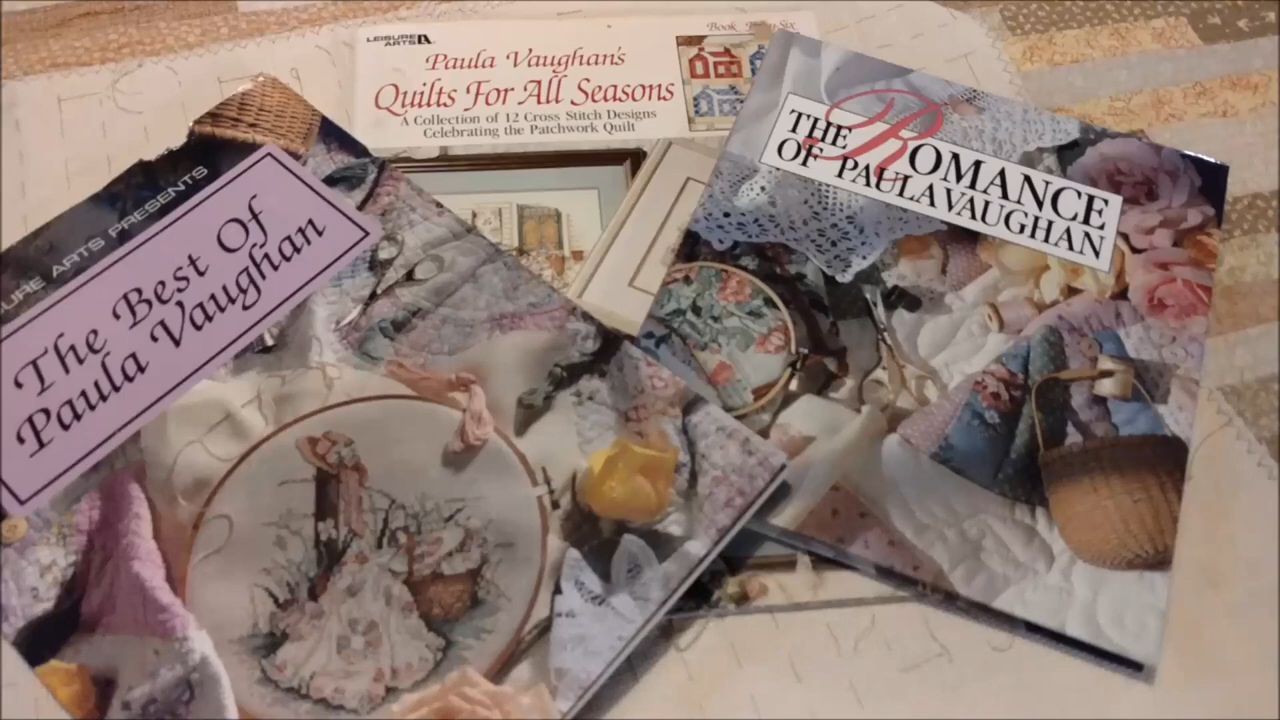 LEISURE
ARTS
Paula Vaughan's
Quilts For All Seasons
A Collection of 12 Cross Stitch Designs
Celebrating the Patchwork Quilt
Book
THE ROMANCE
OF PAULA VAUGHAN
URE ARTS PRESENTS
The Best Of
Paula Vaughan